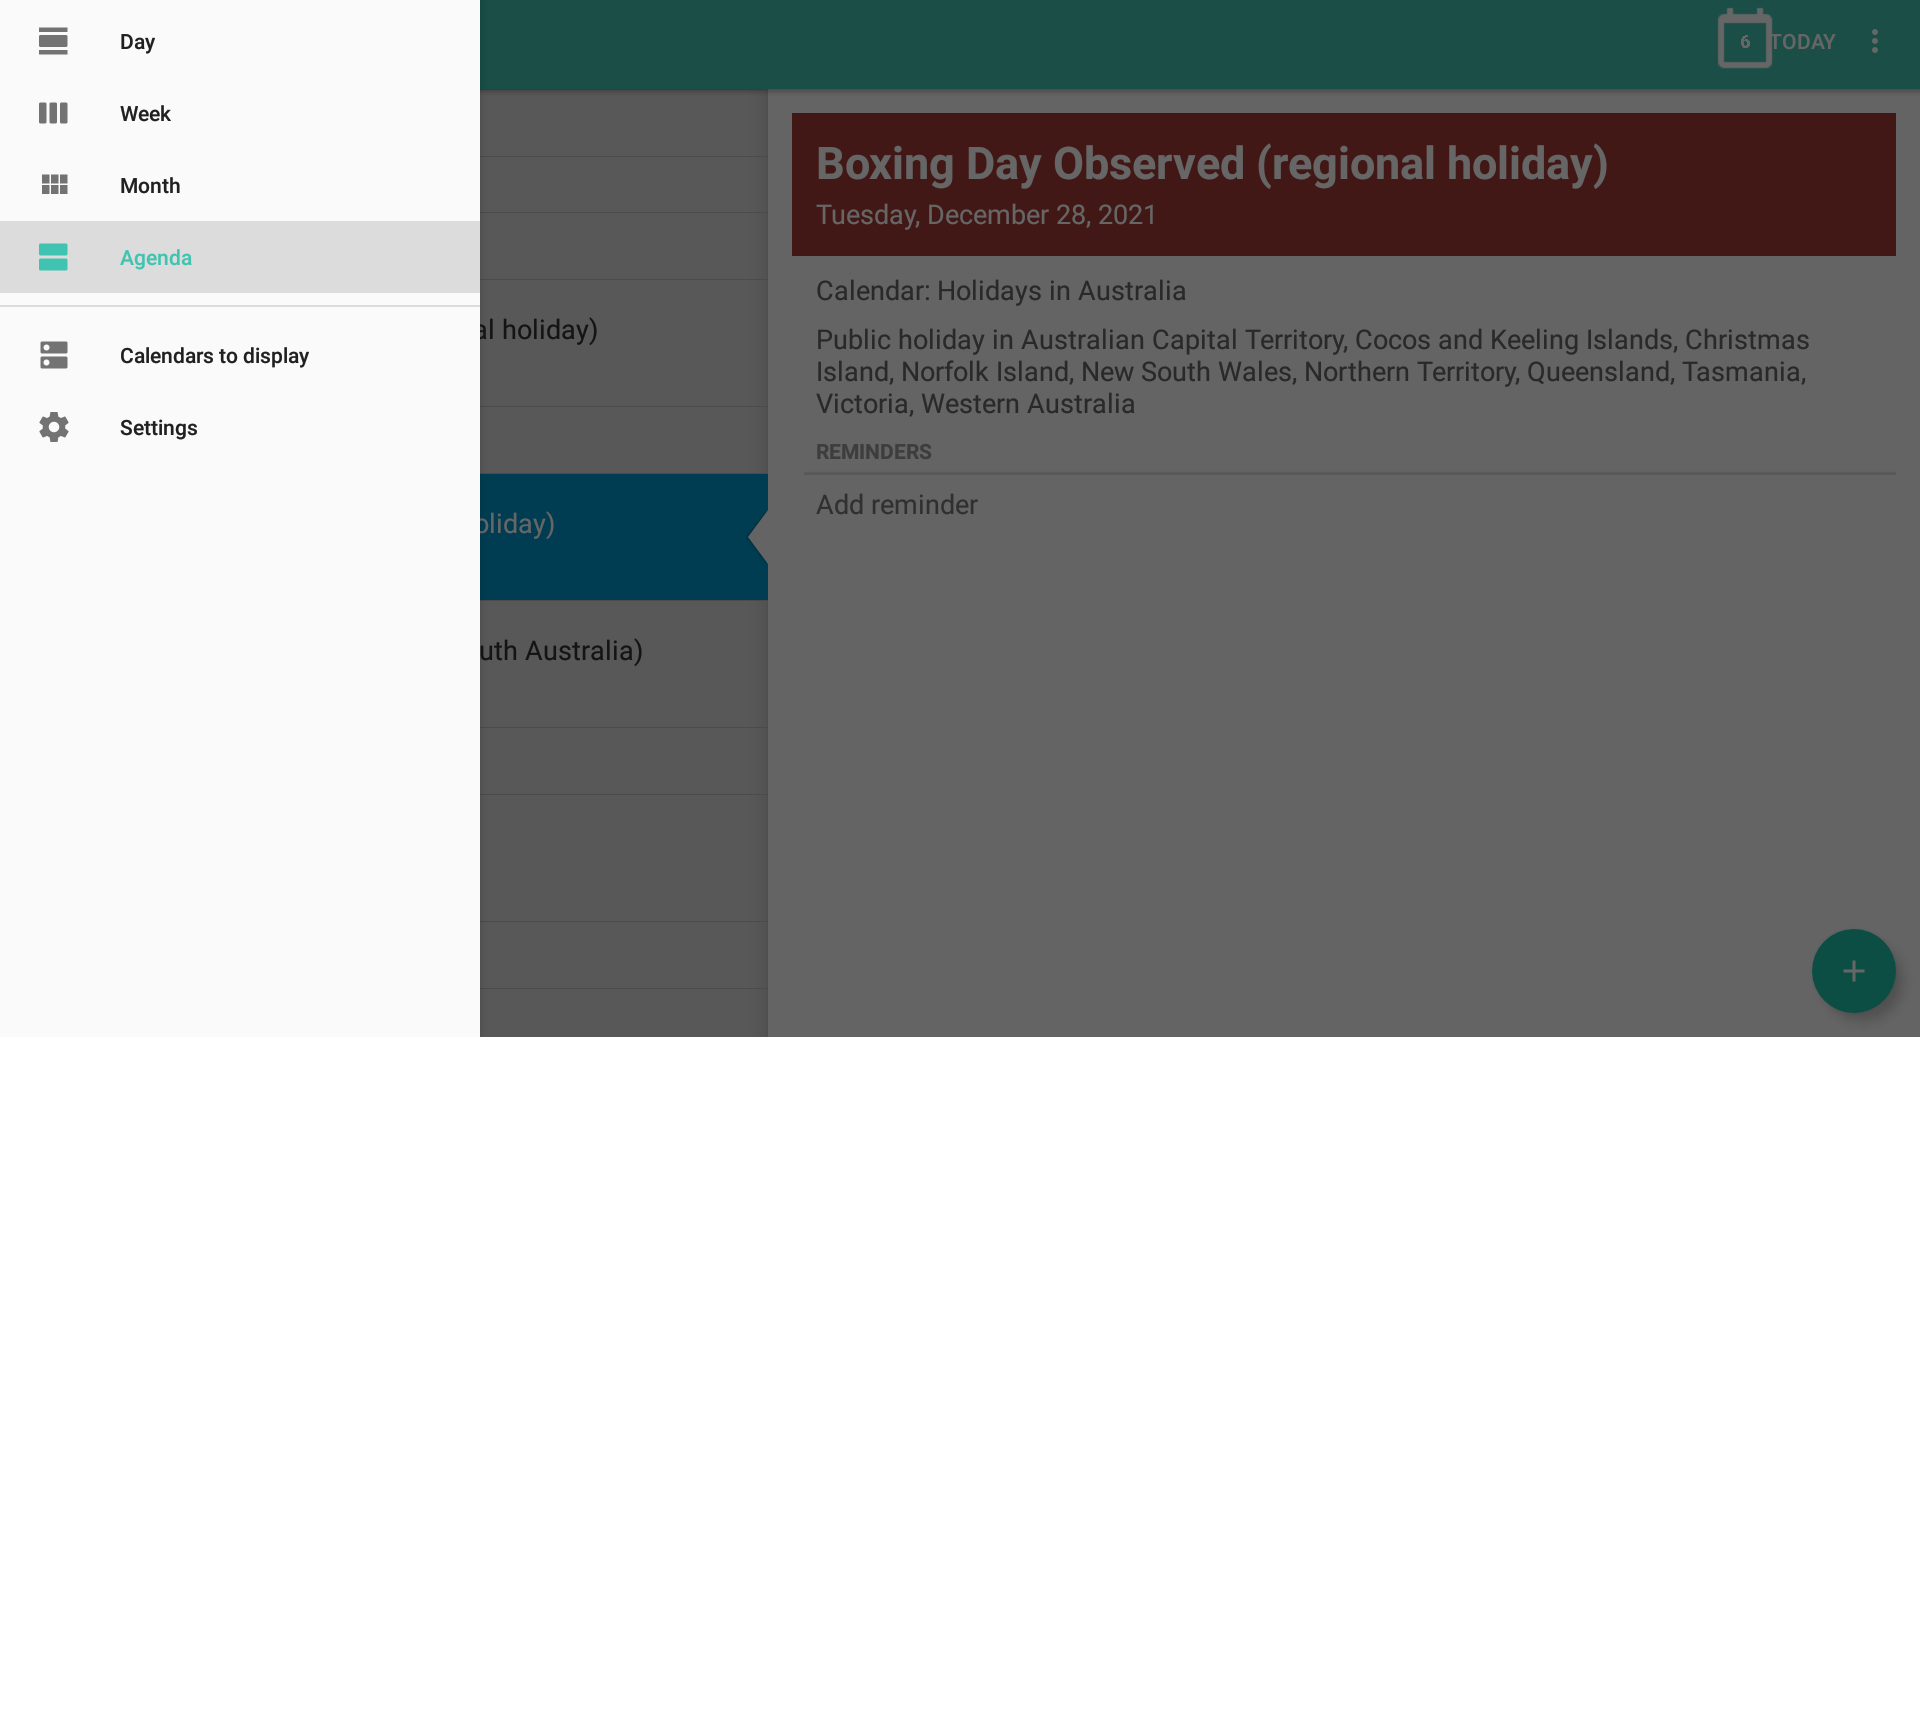 Day
Week
Month
Agenda
Calendars to display
Settings
6 TODAY
al holiday)
oliday)
uth Australia)
Boxing Day Observed (regional holiday)
Tuesday, December 28, 2021
Calendar: Holidays in Australia
Public holiday in Australian Capital Territory, Cocos and Keeling Islands, Christmas
Island, Norfolk Island, New South Wales, Northern Territory, Queensland, Tasmania,
Victoria, Western Australia
REMINDERS
Add reminder